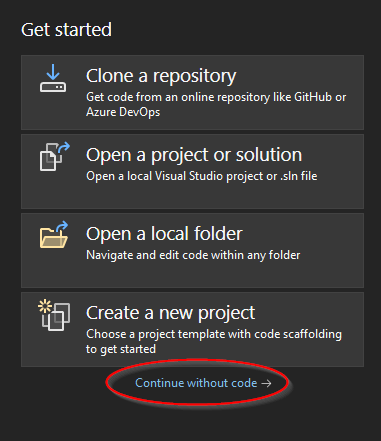 Get started
Clone a repository
Get code from an online repository like GitHub or
Azure DevOps
Open a project or solution
Open a local Visual Studio project or .sln file
Open a local folder
Navigate and edit code within any folder
Create a new project
Choose a project template with code scaffolding
to get started
Continue without code →